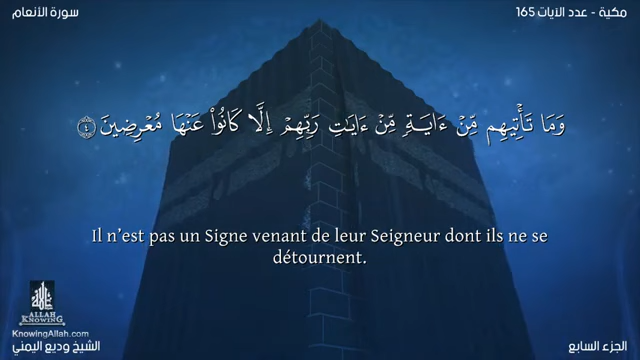 سورة الأنعام
مكية - عدد الآيات 165
وَمَا تَأْتِيهِم مِّنْ ءَايَةٍ مِّنْ ءَايَٰتِ رَبِّهِمْ إِلَّا كَانُوا۟ عَنْهَا مُعْرِضِينَ ٤
Il n’est pas un Signe venant de leur Seigneur dont ils ne se
détournent.
ALLAH
KNOWING
KnowingAllah.com
الشيخ وديع اليمني
الجزء السابع